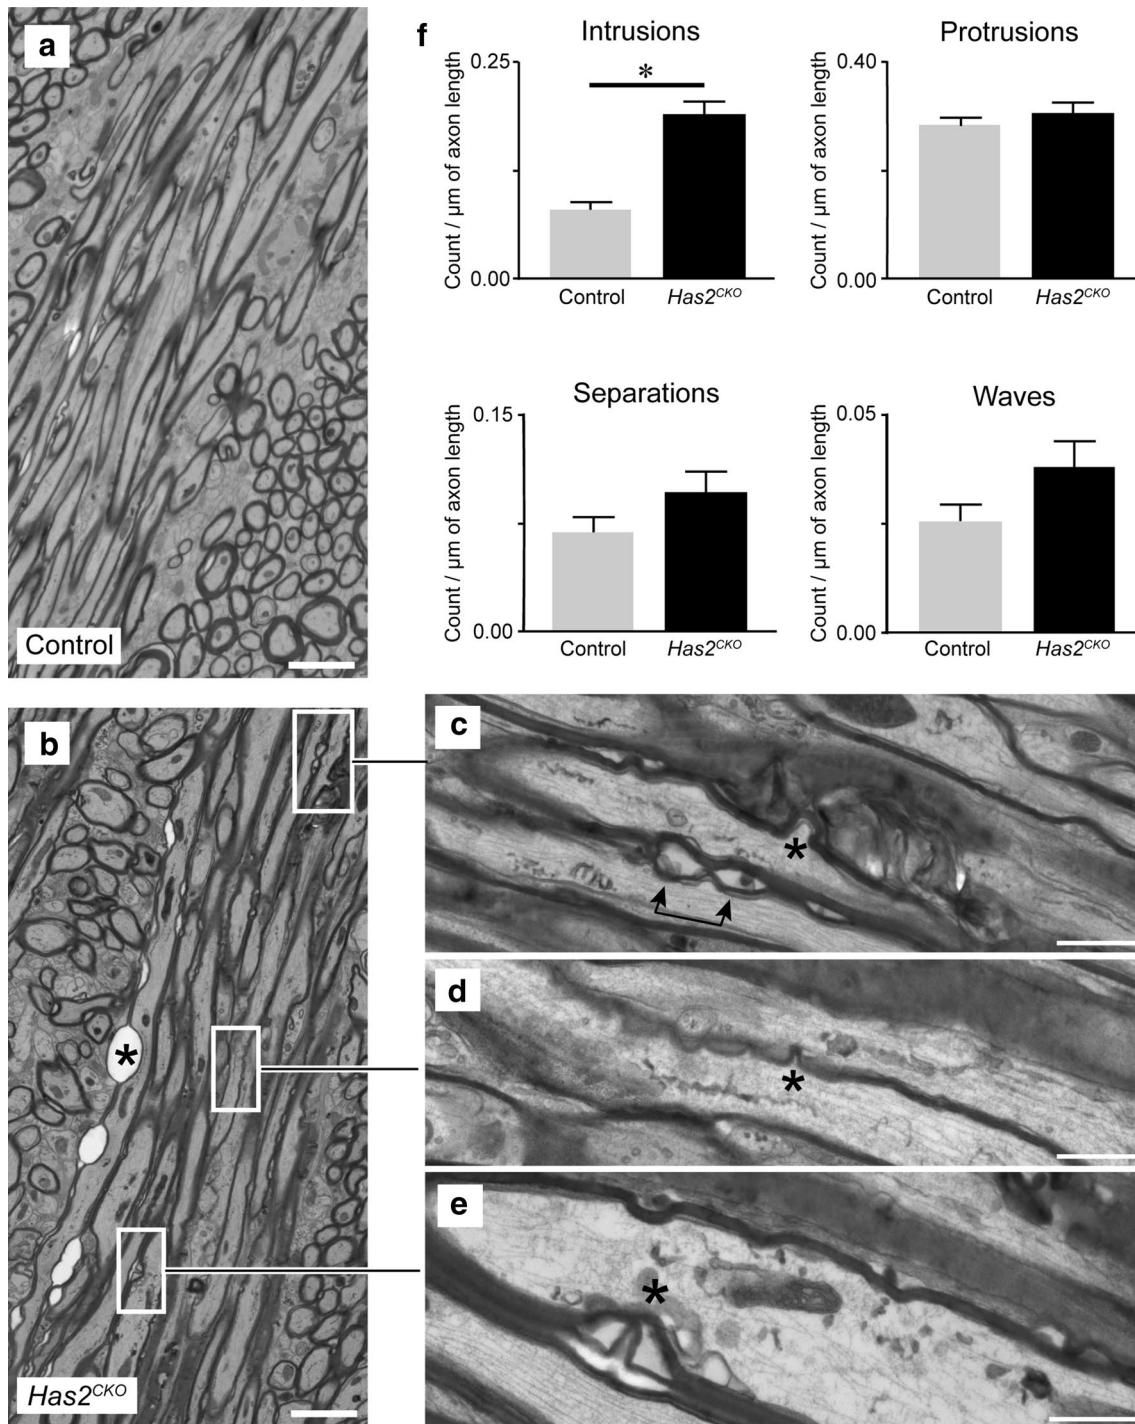 a
Control
f
Intrusions
Count / µm of axon length
0.25
*
0.00
Control
Has2CKO
Protrusions
Count / µm of axon length
0.40
0.00
Control
Has2CKO
Separations
Count / µm of axon length
0.15
0.00
Control
Has2CKO
Waves
Count / µm of axon length
0.05
0.00
Control
Has2CKO
b
*
Has2CKO
c
*
d
*
e
*